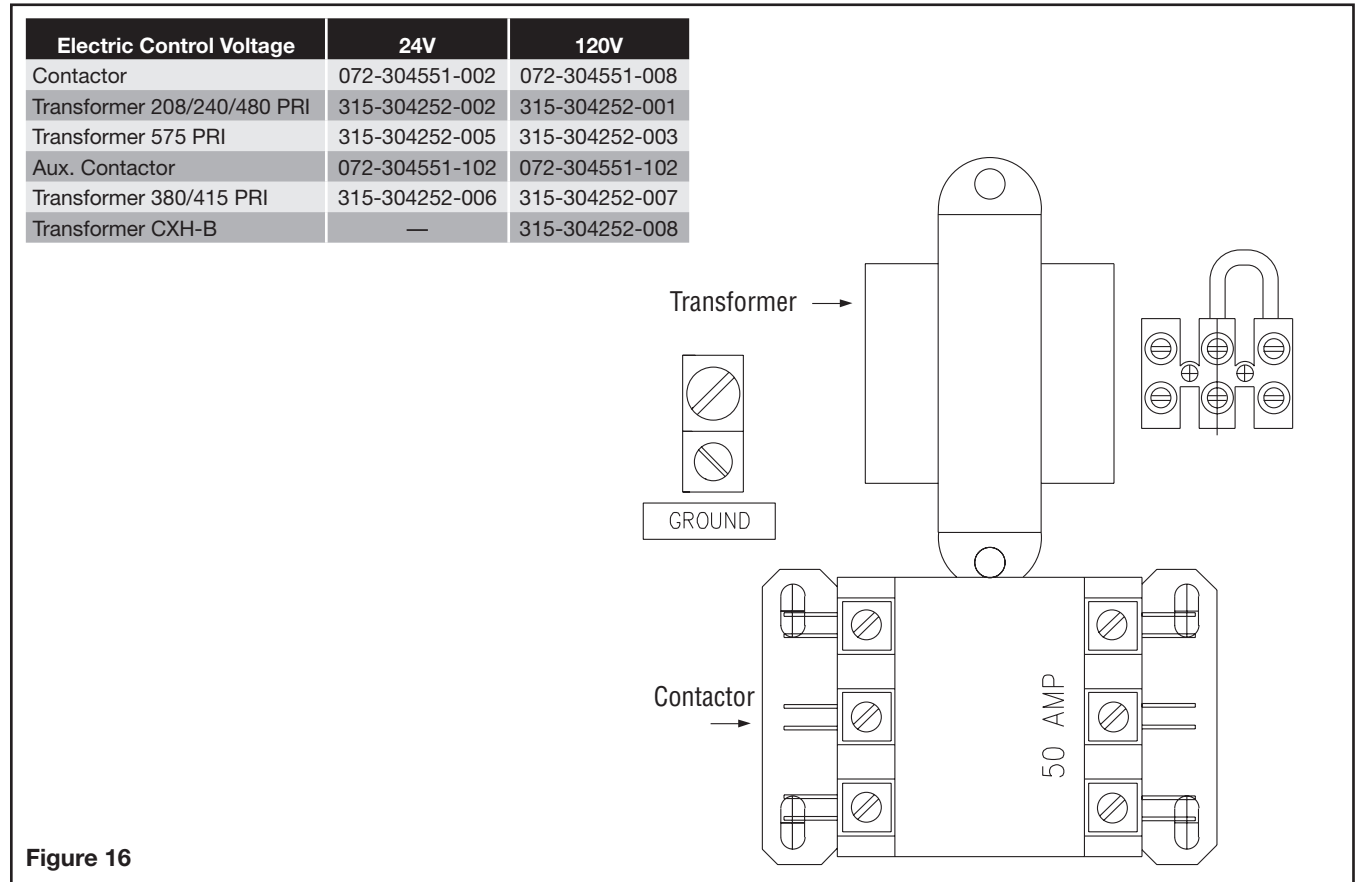 Electric Control Voltage 24V 120V
Contactor 072-304551-002 072-304551-008
Transformer 208/240/480 PRI 315-304252-002 315-304252-001
Transformer 575 PRI 315-304252-005 315-304252-003
Aux. Contactor 072-304551-102 072-304551-102
Transformer 380/415 PRI 315-304252-006 315-304252-007
Transformer CXH-B — 315-304252-008
Transformer
GROUND
Contactor
50 AMP
Figure 16